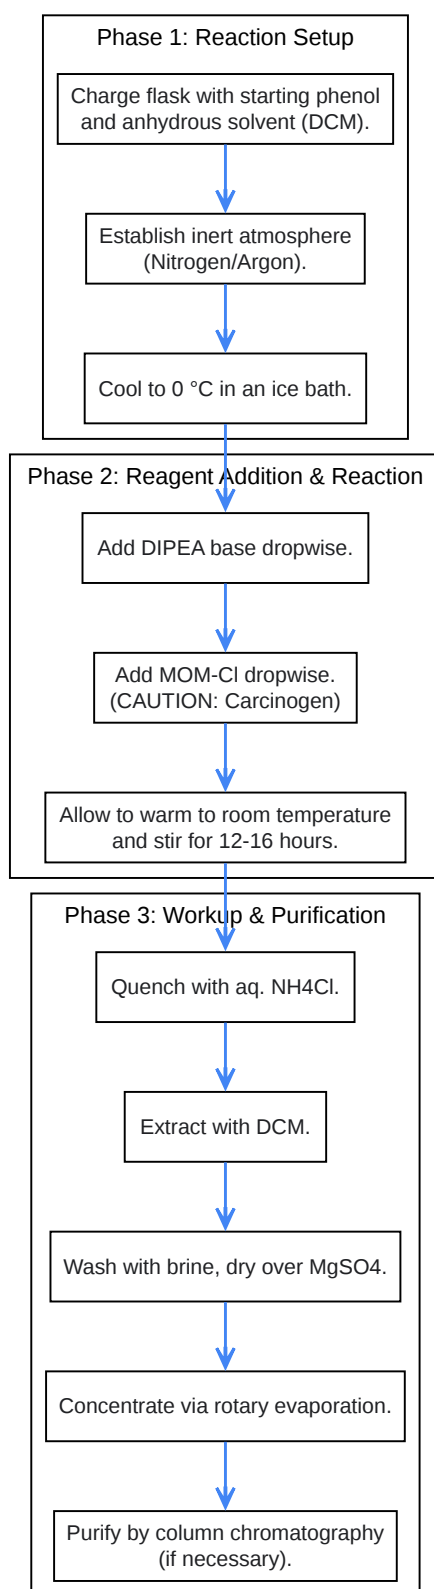 Phase 1: Reaction Setup
Charge flask with starting phenol
and anhydrous solvent (DCM).
Establish inert atmosphere
(Nitrogen/Argon).
Cool to 0 °C in an ice bath.
Phase 2: Reagent Addition & Reaction
Add DIPEA base dropwise.
Add MOM-Cl dropwise.
(CAUTION: Carcinogen)
Allow to warm to room temperature
and stir for 12-16 hours.
Phase 3: Workup & Purification
Quench with aq. NH4Cl.
Extract with DCM.
Wash with brine, dry over MgSO4.
Concentrate via rotary evaporation.
Purify by column chromatography
(if necessary).